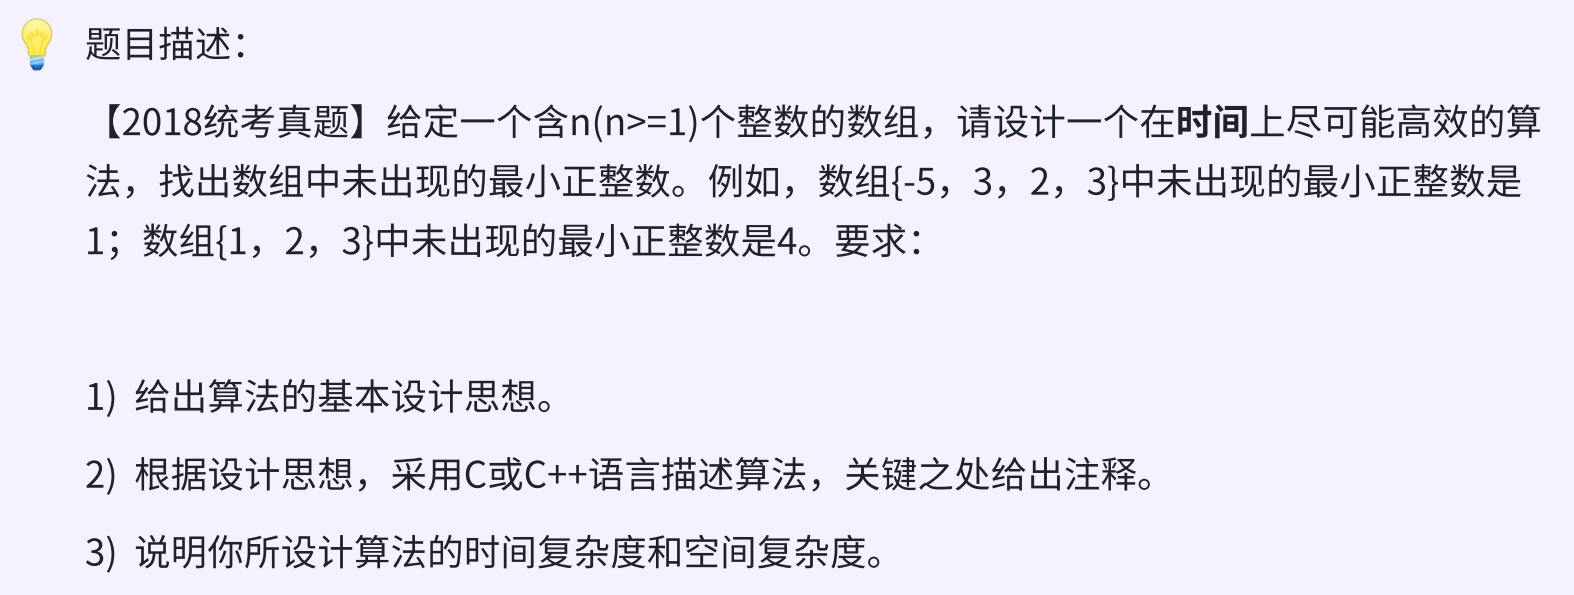 题目描述：
【2018统考真题】给定一个含n(n>=1)个整数的数组，请设计一个在时间上尽可能高效的算
法，找出数组中未出现的最小正整数。例如，数组{-5，3，2，3}中未出现的最小正整数是
1；数组{1，2，3}中未出现的最小正整数是4。要求：
1) 给出算法的基本设计思想。
2) 根据设计思想，采用C或C++语言描述算法，关键之处给出注释。
3) 说明你所设计算法的时间复杂度和空间复杂度。